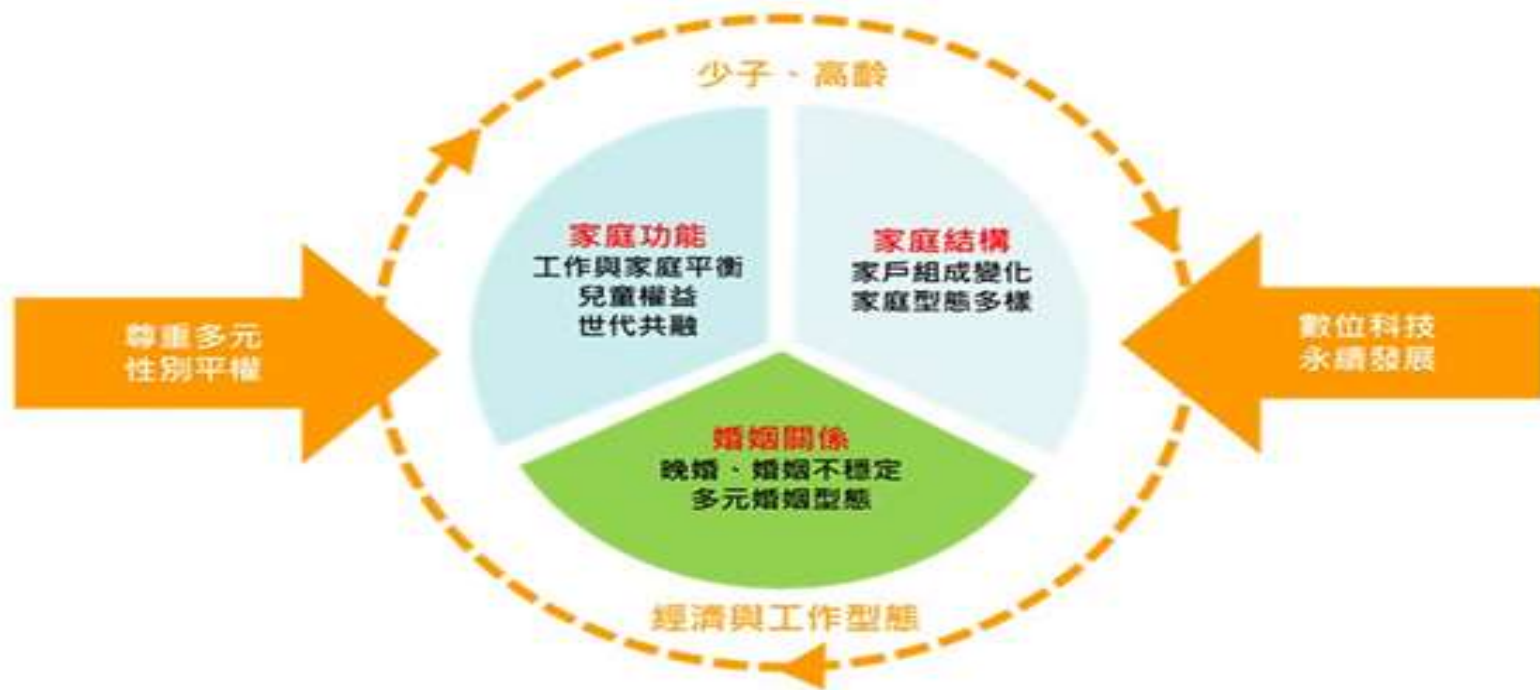 少子、高齡
家庭功能
工作與家庭平衡
兒童權益
世代共融
家庭結構
家戶組成變化
家庭型態多樣
尊重多元
性別平權
數位科技
永續發展
婚姻關係
晚婚、婚姻不穩定
多元婚姻型態
經濟與工作型態